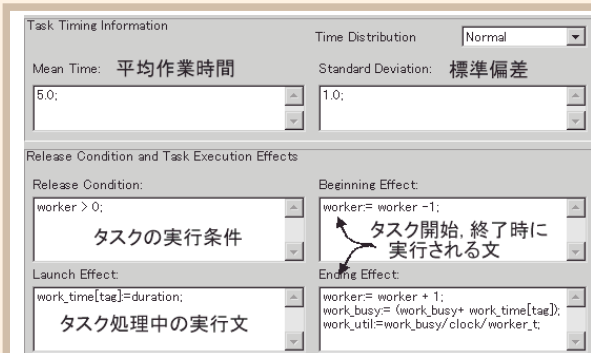 Task Timing Information
Time Distribution Normal
Mean Time: 平均作業時間
Standard Deviation: 標準偏差
5.0;
1.0;
Release Condition and Task Execution Effects
Release Condition:
Beginning Effect:
worker > 0;
タスクの実行条件
worker:= worker -1;
タスク開始, 終了時に
実行される文
Launch Effect:
Ending Effect:
work_time[tag]:=duration;
タスク処理中の実行文
worker:= worker + 1;
work_busy:= (work_busy+ work_time[tag]);
work_util:=work_busy/clock/worker_t;